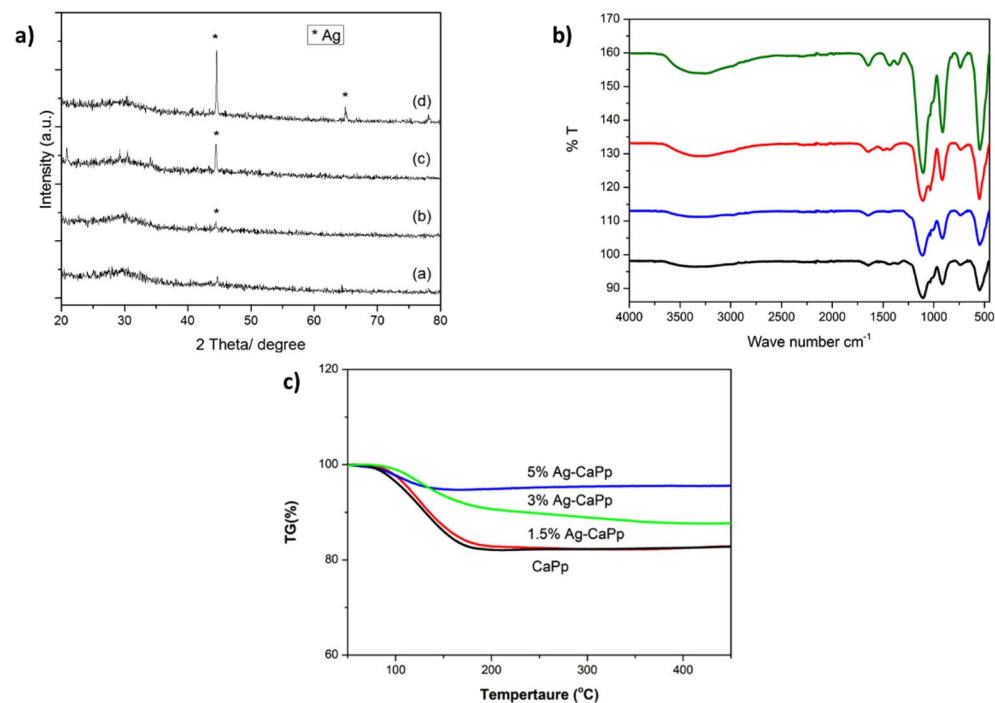 a)
* Ag
*
*
(d)
*
(c)
*
(b)
(a)
Intensity (a.u.)
20 30 40 50 60 70 80
2 Theta/ degree
b)
170
160
150
140
130
120
110
100
90
% T
4000 3500 3000 2500 2000 1500 1000 500
Wave number cm⁻¹
c)
120
100
80
60
TG(%)
5% Ag-CaPp
3% Ag-CaPp
1.5% Ag-CaPp
CaPp
100 200 300 400
Tempertaure (°C)